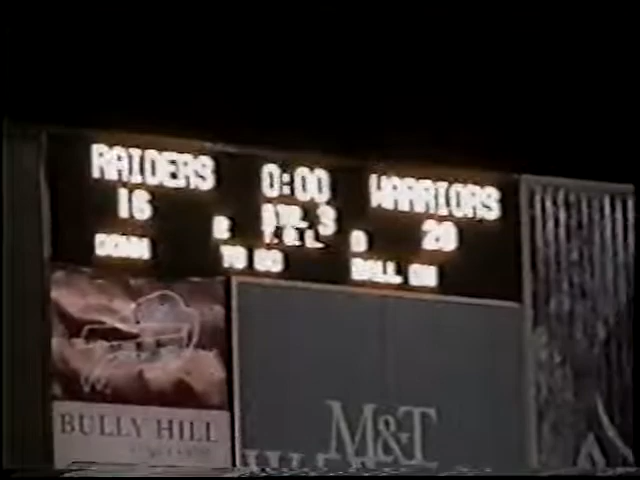 RAIDERS 0:00 WARRIORS
16 QTR. 3 20
T.O.L.
DOWN TO GO BALL ON
BULLY HILL
M&T